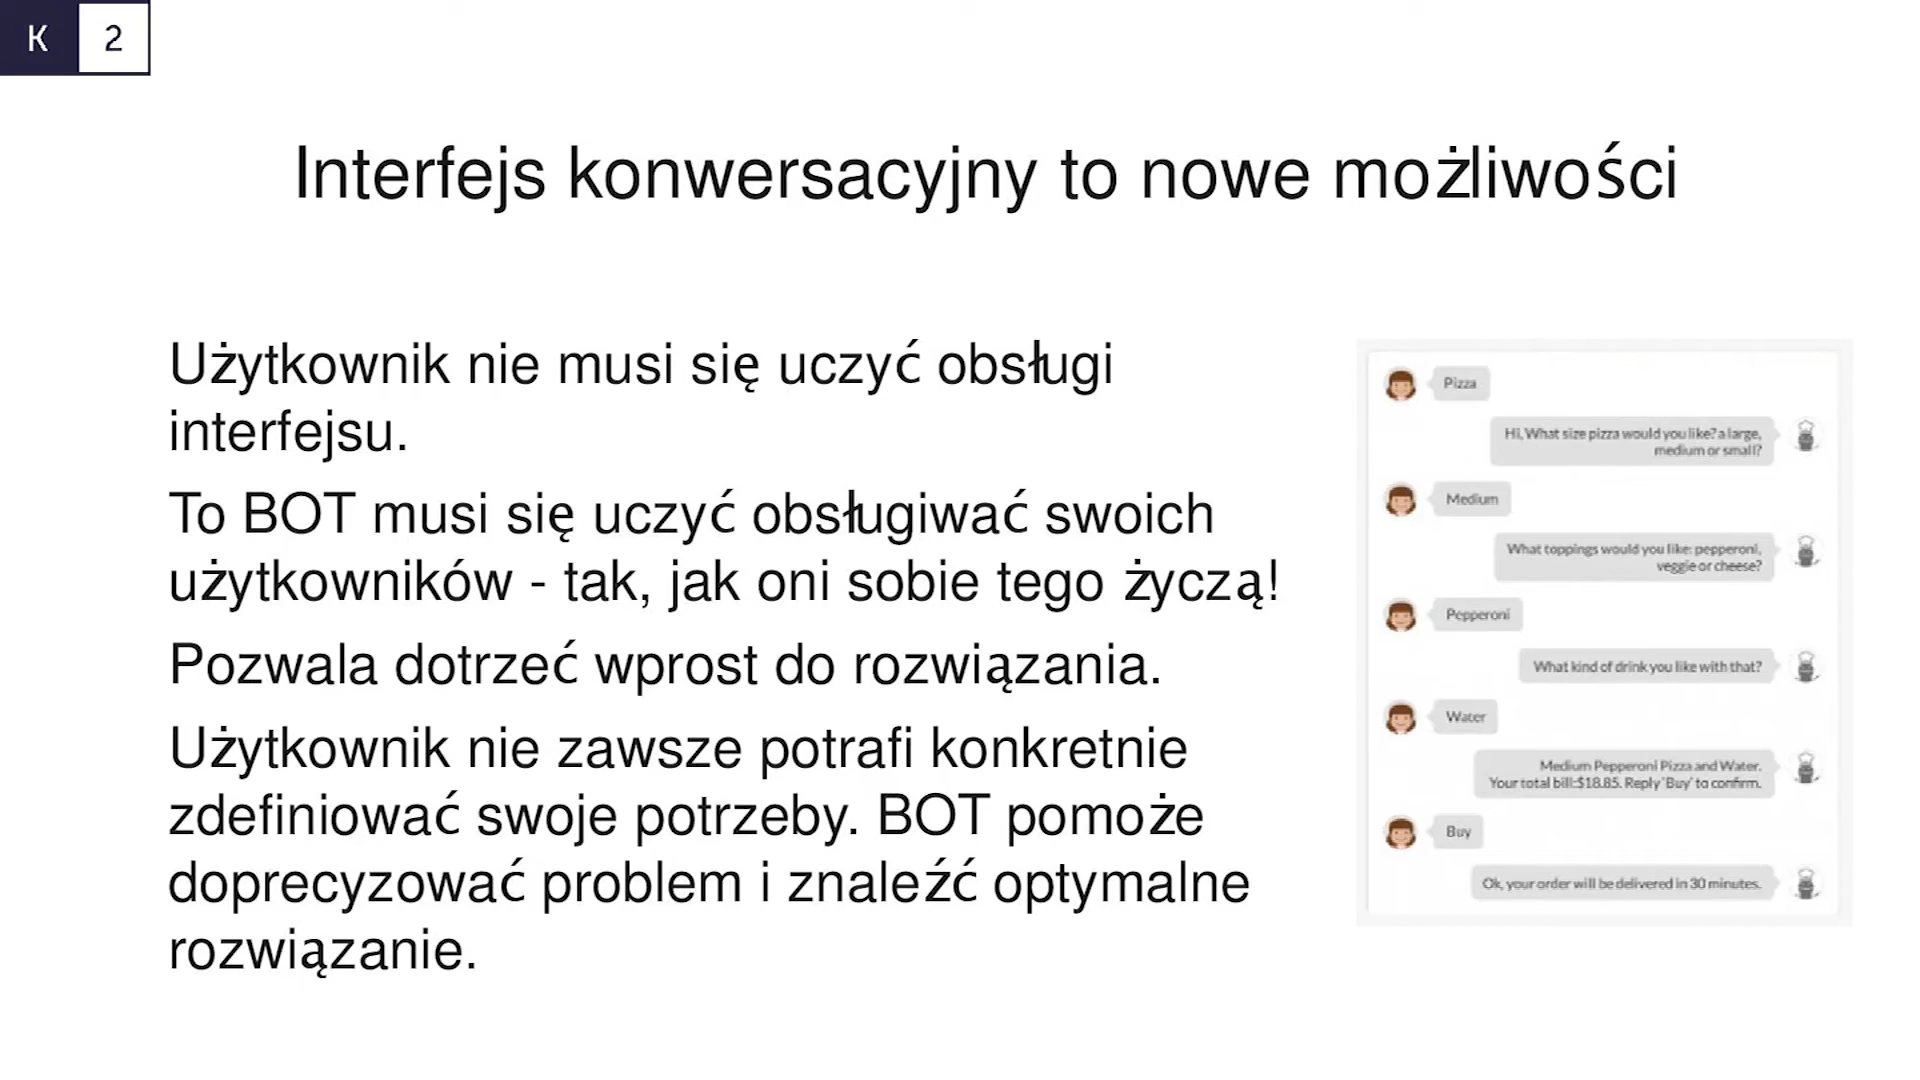 K 2
Interfejs konwersacyjny to nowe możliwości
Użytkownik nie musi się uczyć obsługi
interfejsu.
To BOT musi się uczyć obsługiwać swoich
użytkowników - tak, jak oni sobie tego życzą!
Pozwala dotrzeć wprost do rozwiązania.
Użytkownik nie zawsze potrafi konkretnie
zdefiniować swoje potrzeby. BOT pomoże
doprecyzować problem i znaleźć optymalne
rozwiązanie.
Pizza
Hi, What size pizza would you like? a large,
medium or small?
Medium
What toppings would you like: pepperoni,
veggie or cheese?
Pepperoni
What kind of drink you like with that?
Water
Medium Pepperoni Pizza and Water.
Your total bill:$18.85. Reply 'Buy' to confirm.
Buy
Ok, your order will be delivered in 30 minutes.